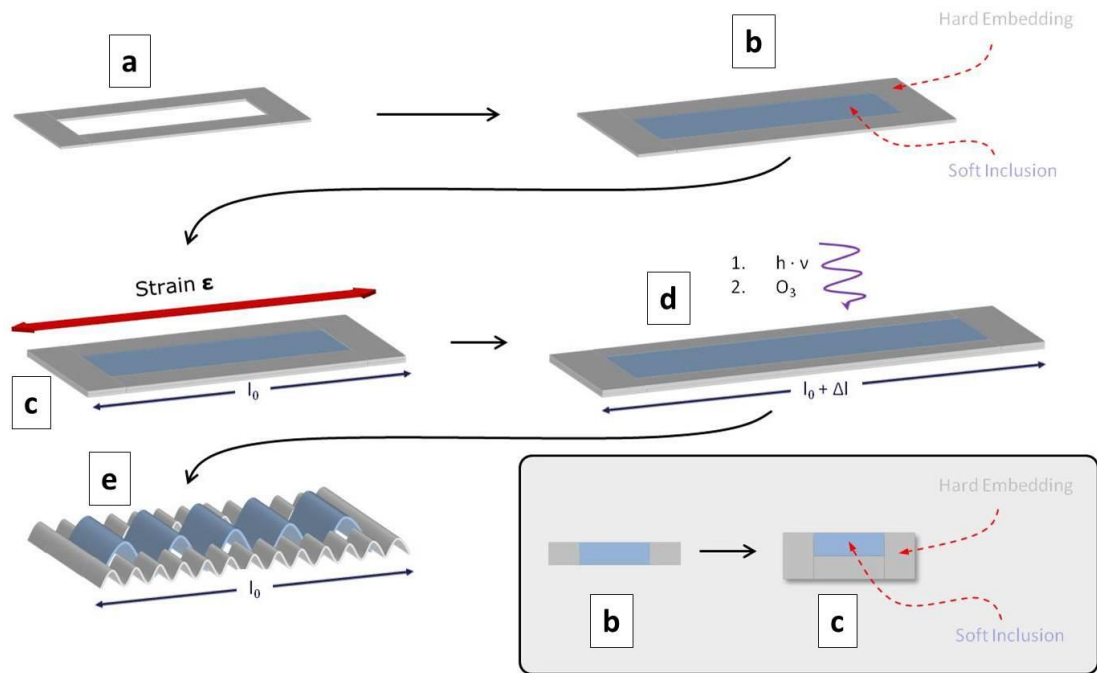 a
b
Hard Embedding
Soft Inclusion
Strain ε
c
l₀
1. h · ν
2. O₃
d
l₀ + Δl
e
l₀
Hard Embedding
b
c
Soft Inclusion